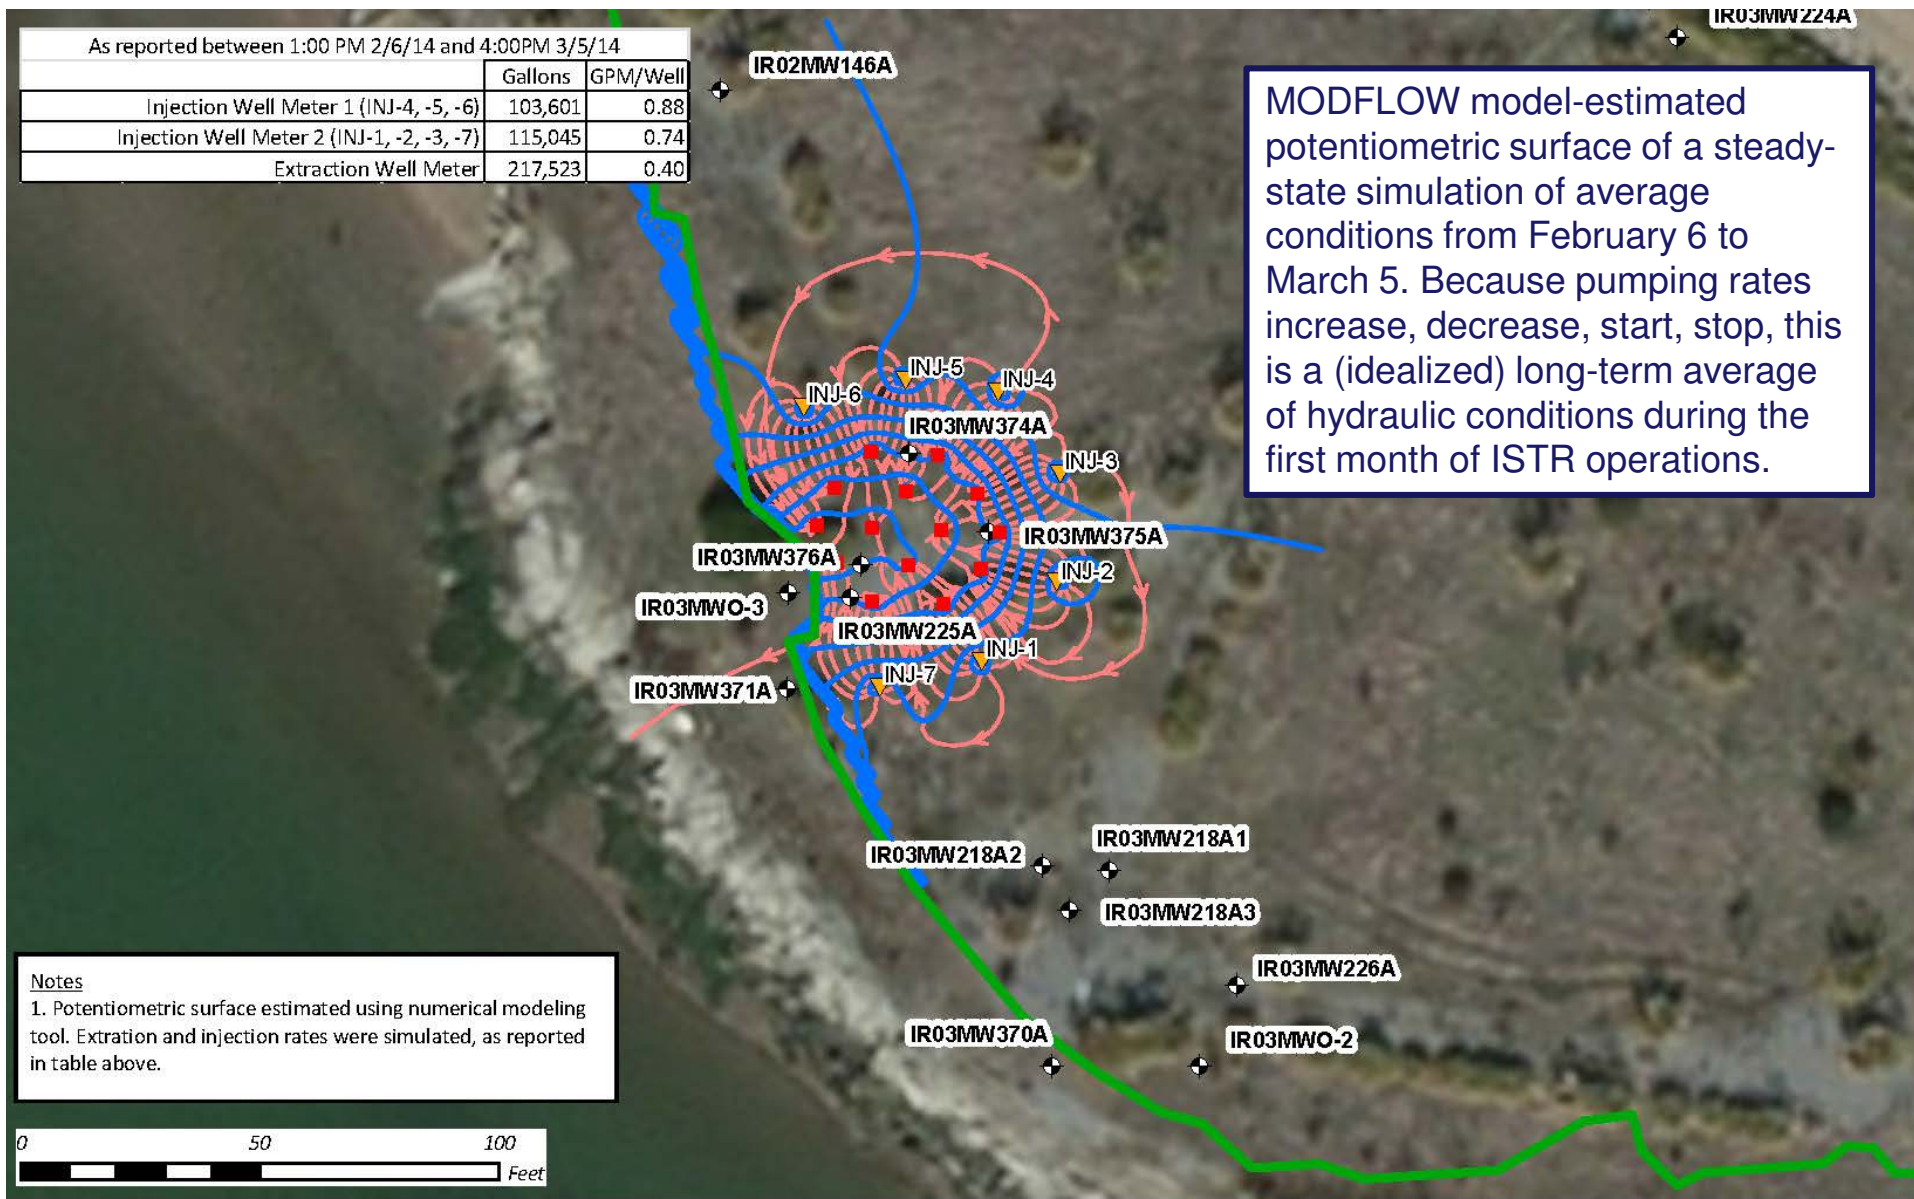 As reported between 1:00 PM 2/6/14 and 4:00PM 3/5/14
Gallons GPM/Well
Injection Well Meter 1 (INJ-4, -5, -6) 103,601 0.88
Injection Well Meter 2 (INJ-1, -2, -3, -7) 115,045 0.74
Extraction Well Meter 217,523 0.40
IR03MW224A
IR02MW146A
MODFLOW model-estimated
potentiometric surface of a steady-
state simulation of average
conditions from February 6 to
March 5. Because pumping rates
increase, decrease, start, stop, this
is a (idealized) long-term average
of hydraulic conditions during the
first month of ISTR operations.
INJ-5
INJ-4
INJ-6
IR03MW374A
INJ-3
IR03MW375A
IR03MW376A
INJ-2
IR03MWO-3
IR03MW225A
INJ-1
INJ-7
IR03MW371A
IR03MW218A1
IR03MW218A2
IR03MW218A3
IR03MW226A
IR03MW370A
IR03MWO-2
Notes
1. Potentiometric surface estimated using numerical modeling
tool. Extration and injection rates were simulated, as reported
in table above.
0 50 100
Feet